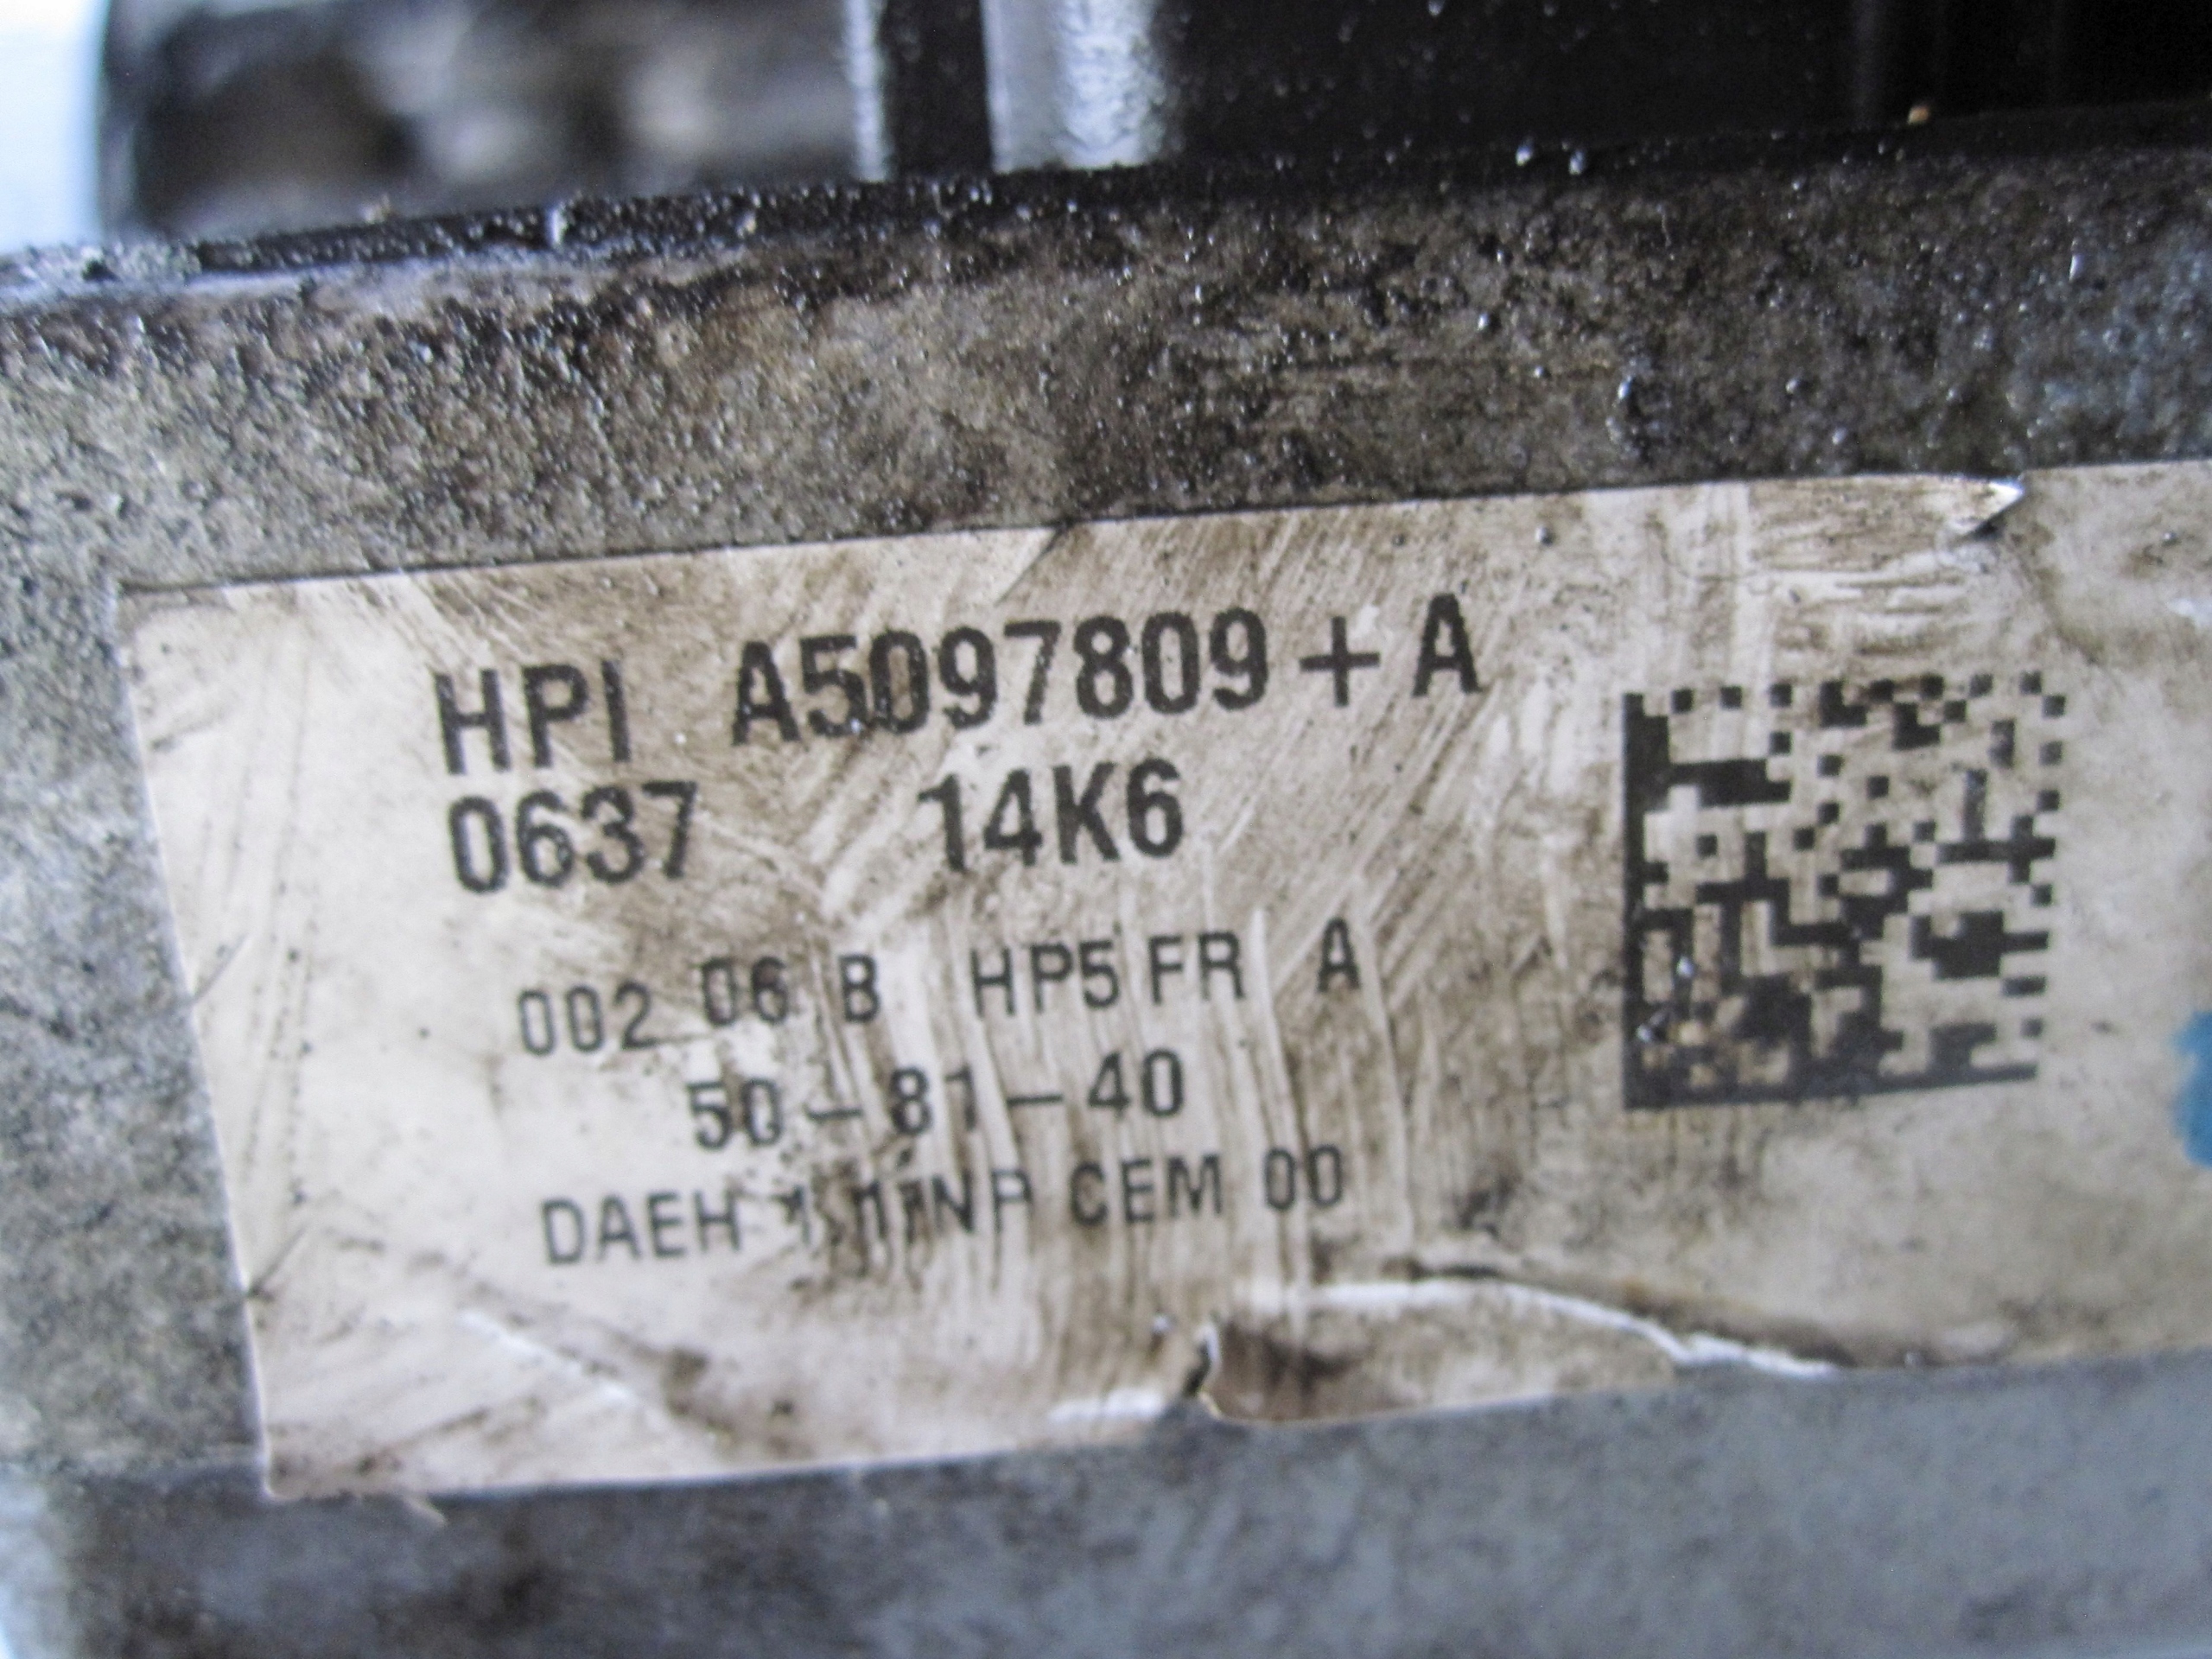 HPI A5097809+A
0637 14K6
002 06 B HP5 FR A
50-81-40
DAEH CEM 00